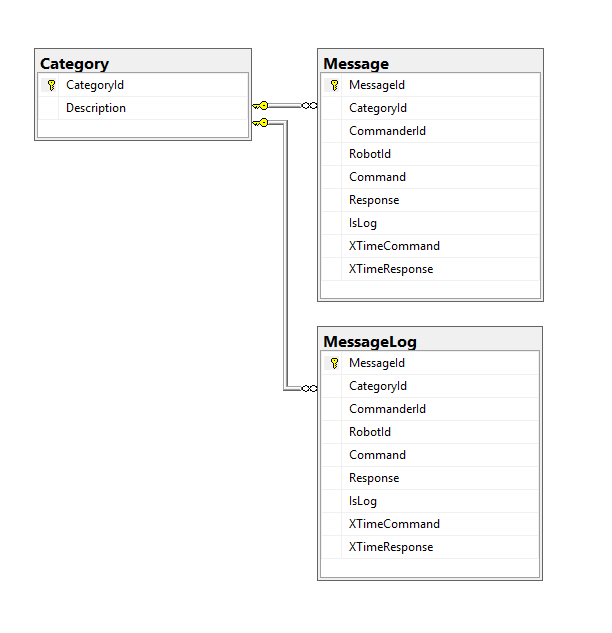 Category
CategoryId
Description
Message
MessageId
CategoryId
CommanderId
RobotId
Command
Response
IsLog
XTimeCommand
XTimeResponse
MessageLog
MessageId
CategoryId
CommanderId
RobotId
Command
Response
IsLog
XTimeCommand
XTimeResponse